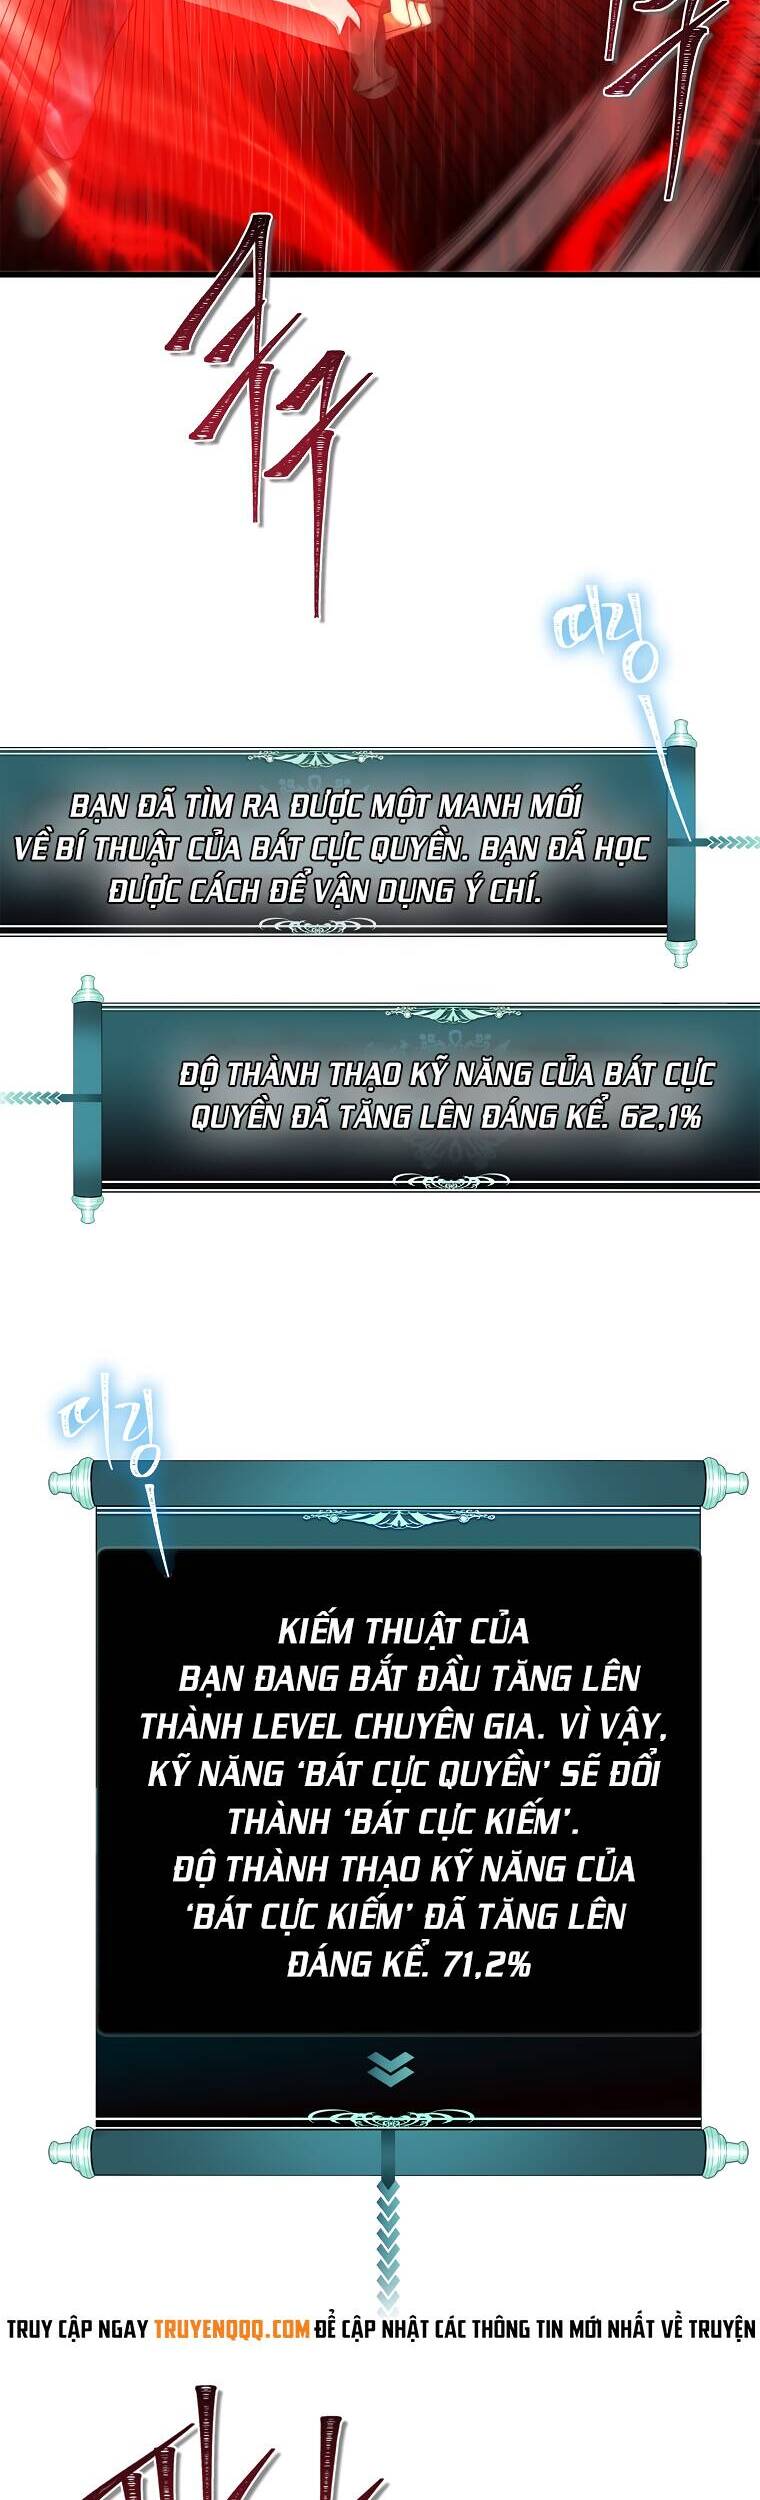 띠링
BẠN ĐÃ TÌM RA ĐƯỢC MỘT MANH MỐI
VỀ BÍ THUẬT CỦA BÁT CỰC QUYỀN. BẠN ĐÃ HỌC
ĐƯỢC CÁCH ĐỂ VẬN DỤNG Ý CHÍ.
ĐỘ THÀNH THẠO KỸ NĂNG CỦA BÁT CỰC
QUYỀN ĐÃ TĂNG LÊN ĐÁNG KỂ. 62,1%
띠링
KIẾM THUẬT CỦA
BẠN ĐANG BẮT ĐẦU TĂNG LÊN
THÀNH LEVEL CHUYÊN GIA. VÌ VẬY,
KỸ NĂNG ‘BÁT CỰC QUYỀN’ SẼ ĐỔI
THÀNH ‘BÁT CỰC KIẾM’.
ĐỘ THÀNH THẠO KỸ NĂNG CỦA
‘BÁT CỰC KIẾM’ ĐÃ TĂNG LÊN
ĐÁNG KỂ. 71,2%
TRUY CẬP NGAY TRUYENQQQ.COM ĐỂ CẬP NHẬT CÁC THÔNG TIN MỚI NHẤT VỀ TRUYỆN